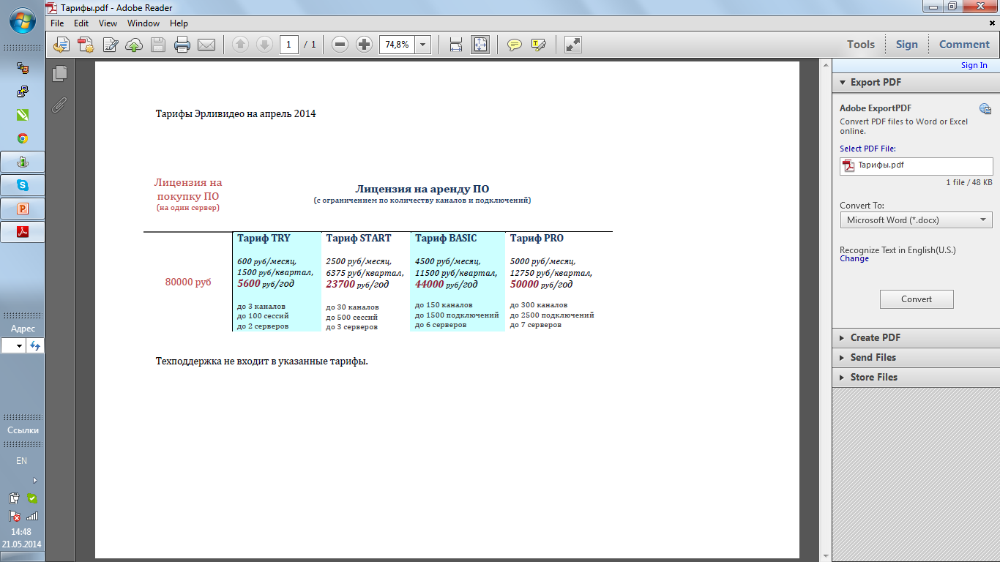 Тарифы.pdf - Adobe Reader
File Edit View Window Help
1 / 1 74,8% Tools Sign Comment
Sign In
Export PDF
Adobe ExportPDF
Convert PDF files to Word or Excel
online.
Select PDF File:
Тарифы.pdf
1 file / 48 KB
Convert To:
Microsoft Word (*.docx)
Recognize Text in English(U.S.)
Change
Convert
Create PDF
Send Files
Store Files
Тарифы Эрливидео на апрель 2014
Лицензия на
покупку ПО
(на один сервер)
Лицензия на аренду ПО
(с ограничением по количеству каналов и подключений)
80000 руб
Тариф TRY
600 руб/месяц,
1500 руб/квартал,
5600 руб/год
до 3 каналов
до 100 сессий
до 2 серверов
Тариф START
2500 руб/месяц,
6375 руб/квартал,
23700 руб/год
до 30 каналов
до 500 сессий
до 3 серверов
Тариф BASIC
4500 руб/месяц,
11500 руб/квартал,
44000 руб/год
до 150 каналов
до 1500 подключений
до 6 серверов
Тариф PRO
5000 руб/месяц,
12750 руб/квартал,
50000 руб/год
до 300 каналов
до 2500 подключений
до 7 серверов
Техподдержка не входит в указанные тарифы.
Адрес
Ссылки
EN
14:48
21.05.2014